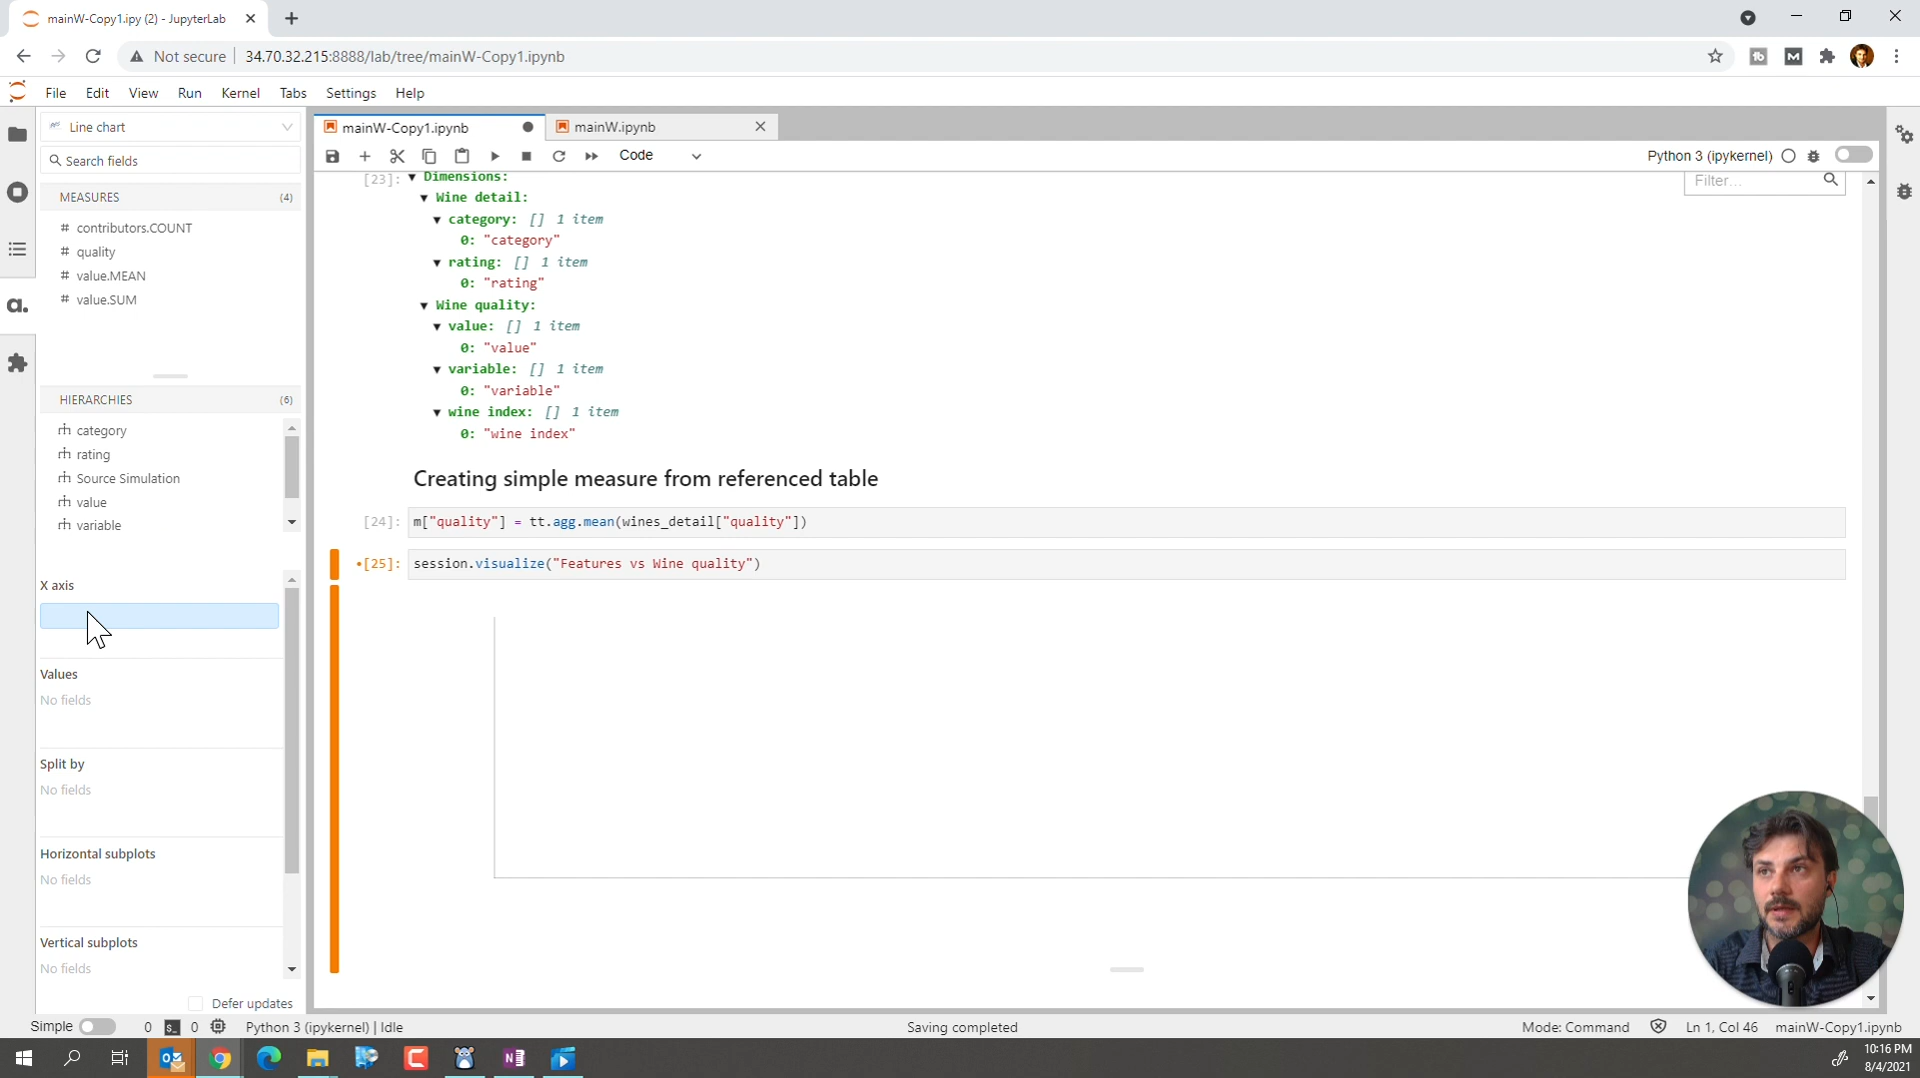 mainW-Copy1.ipy (2) - JupyterLab
Not secure
34.70.32.215:8888/lab/tree/mainW-Copy1.ipynb
File Edit View Run Kernel Tabs Settings Help
Line chart
Search fields
MEASURES (4)
# contributors.COUNT
# quality
# value.MEAN
# value.SUM
HIERARCHIES (6)
category
rating
Source Simulation
value
variable
X axis
Values
No fields
Split by
No fields
Horizontal subplots
No fields
Vertical subplots
No fields
Defer updates
mainW-Copy1.ipynb
mainW.ipynb
Code
Python 3 (ipykernel)
Filter...
[23]: ▼ Dimensions:
▼ Wine detail:
▼ category: [] 1 item
0: "category"
▼ rating: [] 1 item
0: "rating"
▼ Wine quality:
▼ value: [] 1 item
0: "value"
▼ variable: [] 1 item
0: "variable"
▼ wine index: [] 1 item
0: "wine index"
Creating simple measure from referenced table
[24]: m["quality"] = tt.agg.mean(wines_detail["quality"])
•[25]: session.visualize("Features vs Wine quality")
Simple 0 0 Python 3 (ipykernel) | Idle
Saving completed
Mode: Command
Ln 1, Col 46 mainW-Copy1.ipynb
10:16 PM
8/4/2021